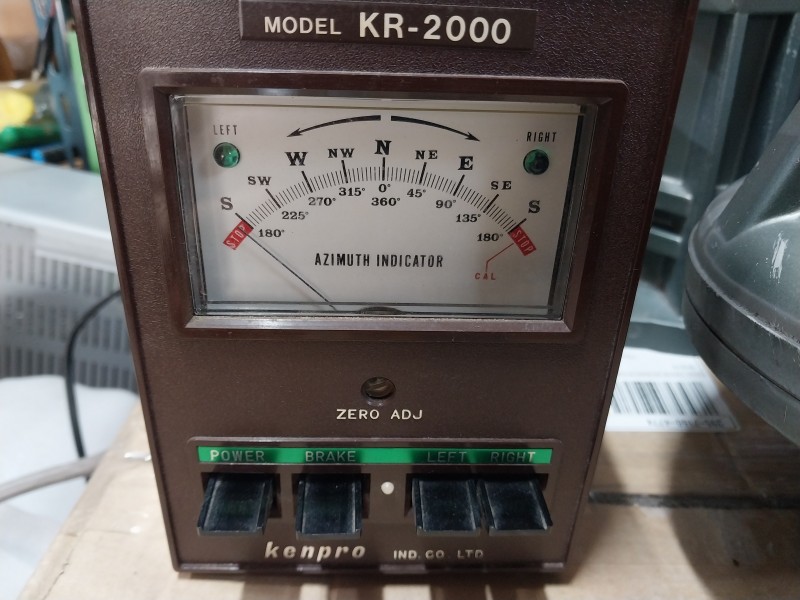 MODEL KR-2000
LEFT
RIGHT
S SW W NW N NE E SE S
180° 225° 270° 315° 0° 45° 90° 135° 180°
360°
STOP
STOP
AZIMUTH INDICATOR
CAL
ZERO ADJ
POWER BRAKE LEFT RIGHT
kenpro IND. CO LTD